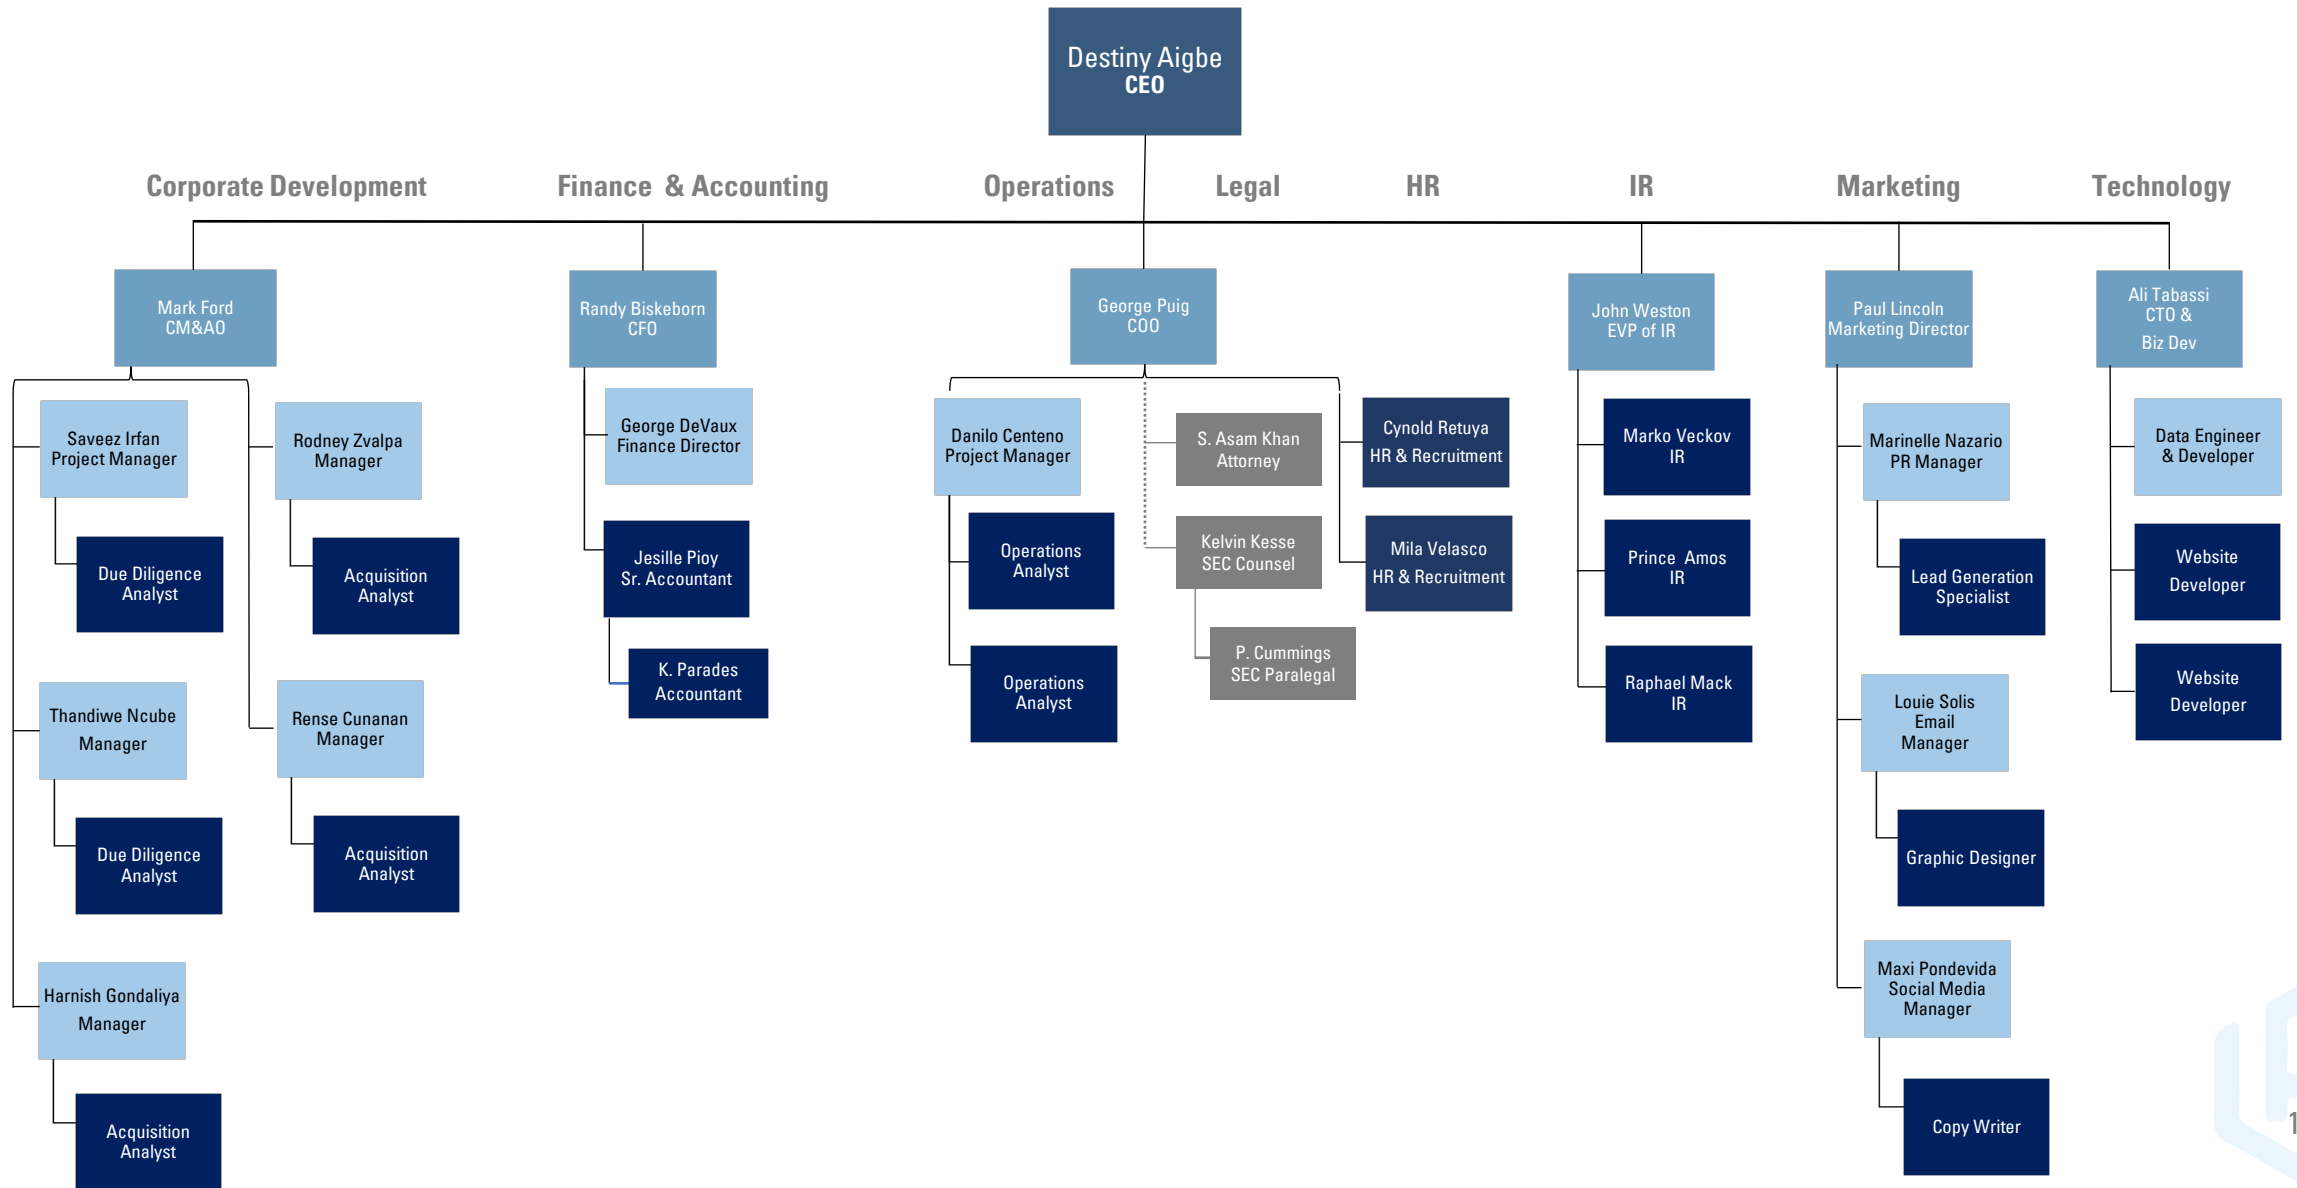 Destiny Aigbe
CEO
Corporate Development
Finance & Accounting
Operations
Legal
HR
IR
Marketing
Technology
Mark Ford
CM&AO
Randy Biskeborn
CFO
George Puig
COO
John Weston
EVP of IR
Paul Lincoln
Marketing Director
Ali Tabassi
CTO &
Biz Dev
Saveez Irfan
Project Manager
Due Diligence
Analyst
Thandiwe Ncube
Manager
Due Diligence
Analyst
Harnish Gondaliya
Manager
Acquisition
Analyst
Rodney Zvalpa
Manager
Acquisition
Analyst
Rense Cunanan
Manager
Acquisition
Analyst
George DeVaux
Finance Director
Jesille Pioy
Sr. Accountant
K. Parades
Accountant
Danilo Centeno
Project Manager
Operations
Analyst
Operations
Analyst
S. Asam Khan
Attorney
Kelvin Kesse
SEC Counsel
P. Cummings
SEC Paralegal
Cynold Retuya
HR & Recruitment
Mila Velasco
HR & Recruitment
Marko Veckov
IR
Prince Amos
IR
Raphael Mack
IR
Marinelle Nazario
PR Manager
Lead Generation
Specialist
Louie Solis
Email
Manager
Graphic Designer
Maxi Pondevida
Social Media
Manager
Copy Writer
Data Engineer
& Developer
Website
Developer
Website
Developer
1